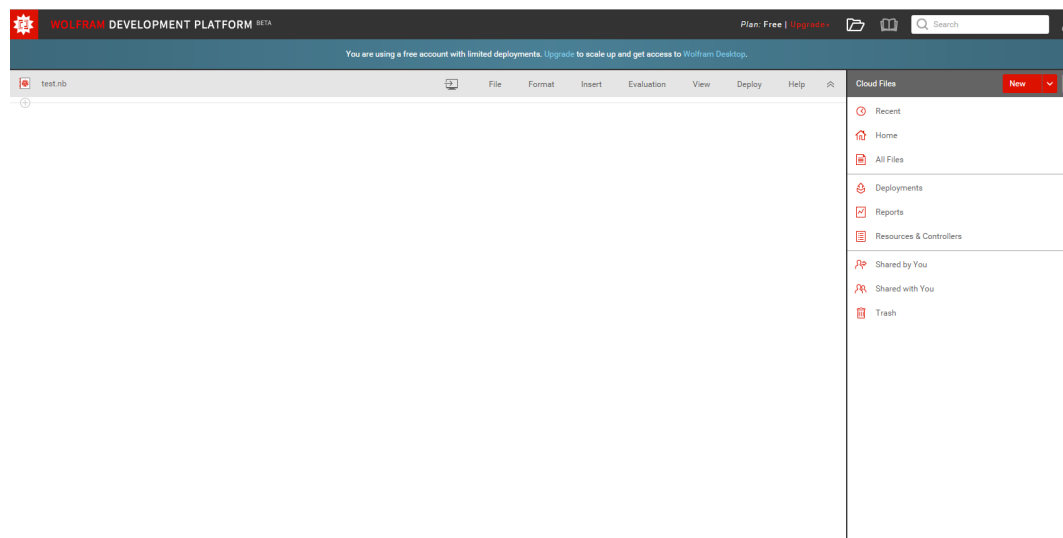 WOLFRAM DEVELOPMENT PLATFORM BETA
Plan: Free | Upgrade›
Search
You are using a free account with limited deployments. Upgrade to scale up and get access to Wolfram Desktop.
test.nb
File Format Insert Evaluation View Deploy Help
Cloud Files
New
Recent
Home
All Files
Deployments
Reports
Resources & Controllers
Shared by You
Shared with You
Trash